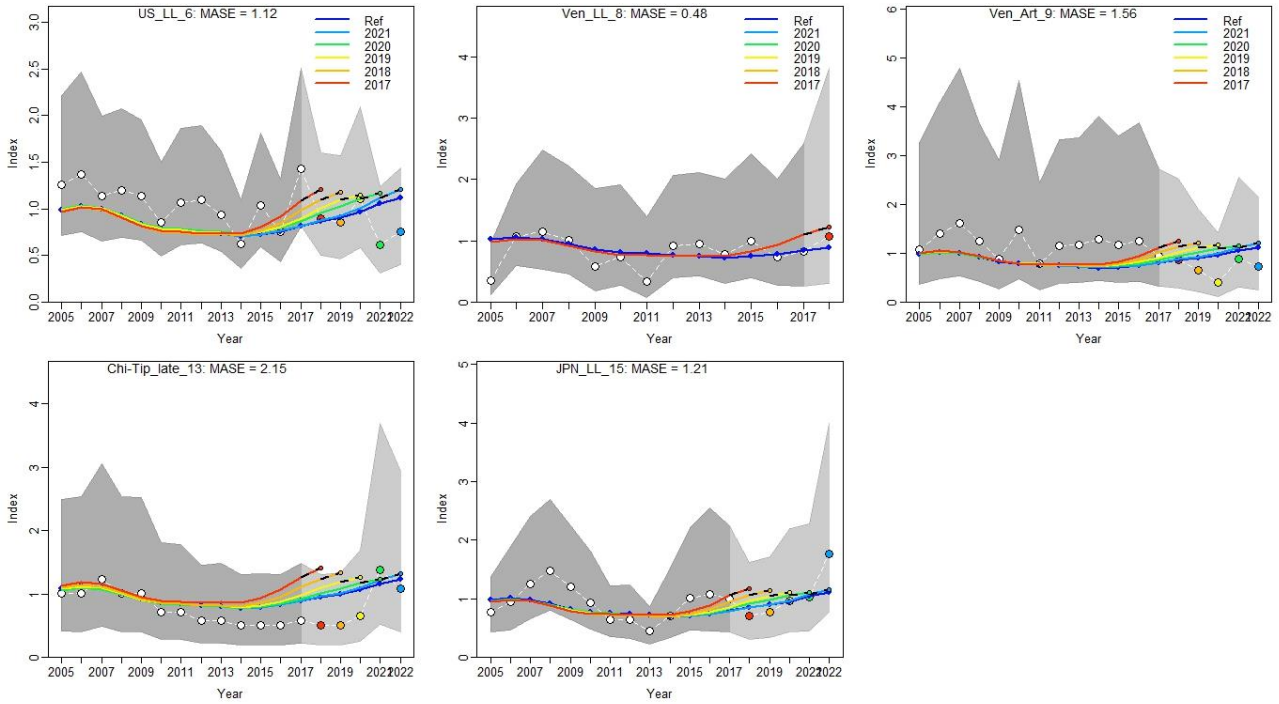 US_LL_6: MASE = 1.12
Ref
2021
2020
2019
2018
2017
3.0
2.5
2.0
1.5
1.0
0.5
0.0
Index
2005 2007 2009 2011 2013 2015 2017 2019 2021 2022
Year
Ven_LL_8: MASE = 0.48
Ref
2021
2020
2019
2018
2017
4
3
2
1
0
Index
2005 2007 2009 2011 2013 2015 2017
Year
Ven_Art_9: MASE = 1.56
Ref
2021
2020
2019
2018
2017
6
5
4
3
2
1
0
Index
2005 2007 2009 2011 2013 2015 2017 2019 2021 2022
Year
Chi-Tip_late_13: MASE = 2.15
4
3
2
1
0
Index
2005 2007 2009 2011 2013 2015 2017 2019 2021 2022
Year
JPN_LL_15: MASE = 1.21
5
4
3
2
1
0
Index
2005 2007 2009 2011 2013 2015 2017 2019 2021 2022
Year